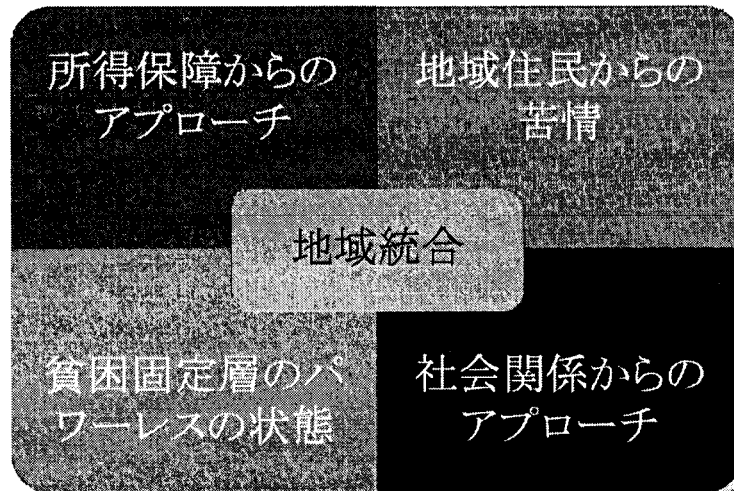 所得保障からの
アプローチ
地域住民からの
苦情
地域統合
貧困固定層のパ
ワーレスの状態
社会関係からの
アプローチ